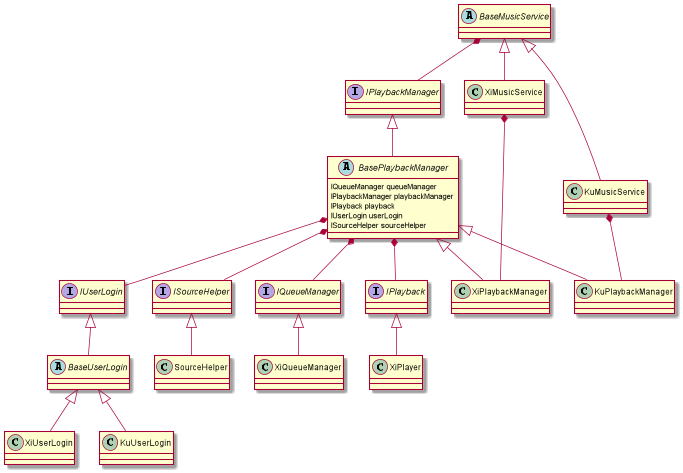 A BaseMusicService
I IPlaybackManager
C XiMusicService
A BasePlaybackManager
IQueueManager queueManager
IPlaybackManager playbackManager
IPlayback playback
IUserLogin userLogin
ISourceHelper sourceHelper
C KuMusicService
I IUserLogin
I ISourceHelper
I IQueueManager
I IPlayback
C XiPlaybackManager
C KuPlaybackManager
A BaseUserLogin
C SourceHelper
C XiQueueManager
C XiPlayer
C XiUserLogin
C KuUserLogin